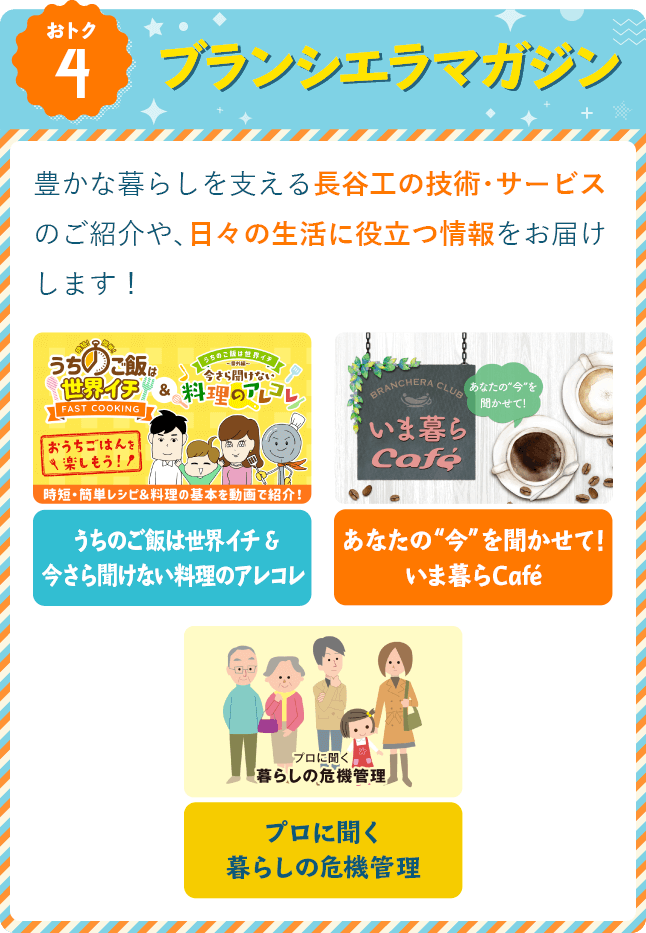 おトク
4
ブランシエラマガジン
豊かな暮らしを支える長谷工の技術・サービス
のご紹介や、日々の生活に役立つ情報をお届け
します！
時短! 簡単!
うちのご飯は
世界イチ
FAST COOKING
&
うちのご飯は世界イチ
～番外編～
今さら聞けない
料理のアレコレ
おうちごはんを
楽しもう！
時短・簡単レシピ&料理の基本を動画で紹介！
BRANCHERA CLUB
いま暮ら
Café
あなたの“今”を
聞かせて!
うちのご飯は世界イチ &
今さら聞けない料理のアレコレ
あなたの“今”を聞かせて!
いま暮らCafé
プロに聞く
暮らしの危機管理
プロに聞く
暮らしの危機管理